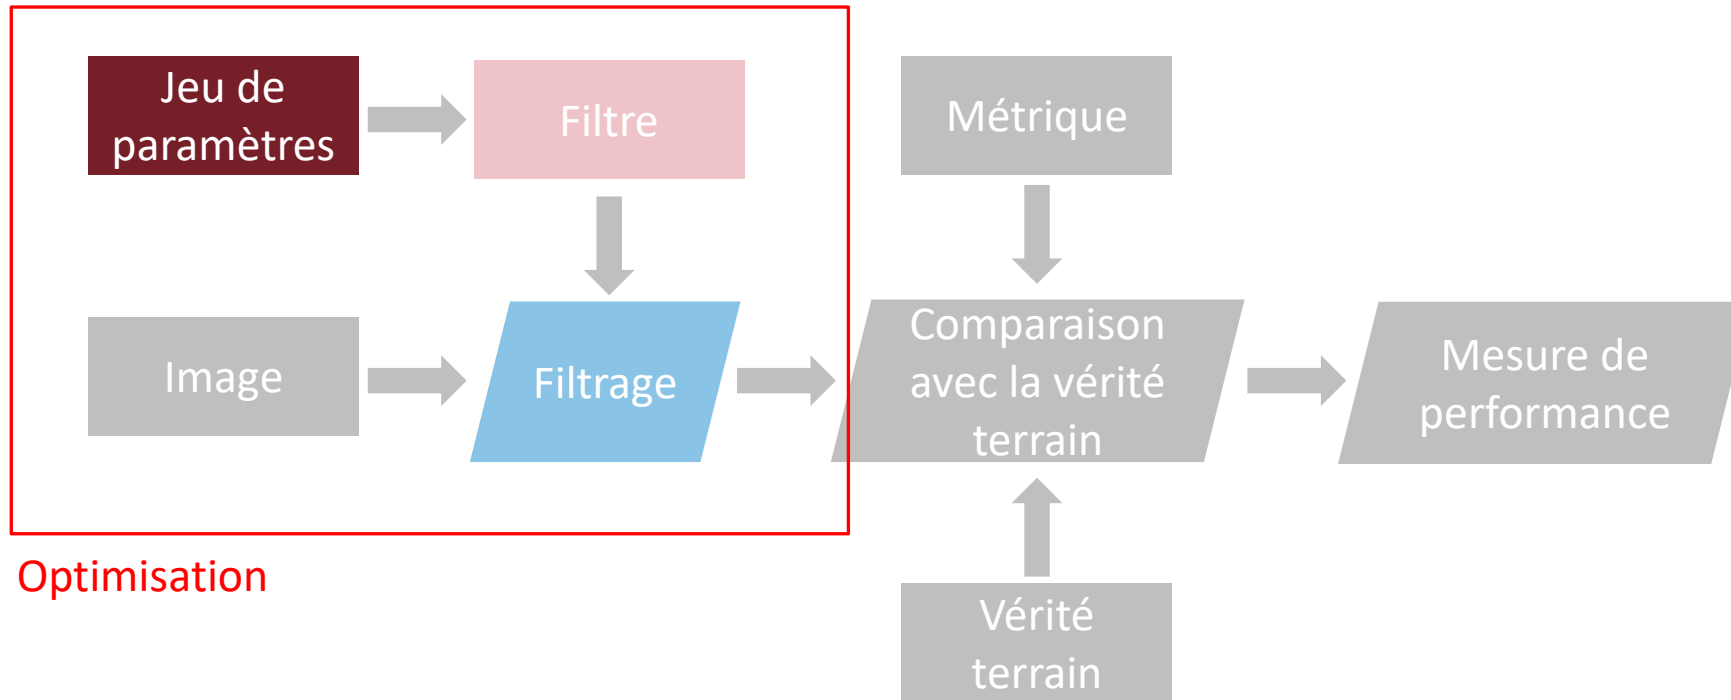 Jeu de
paramètres
Filtre
Métrique
Image
Filtrage
Comparaison
avec la vérité
terrain
Mesure de
performance
Optimisation
Vérité
terrain